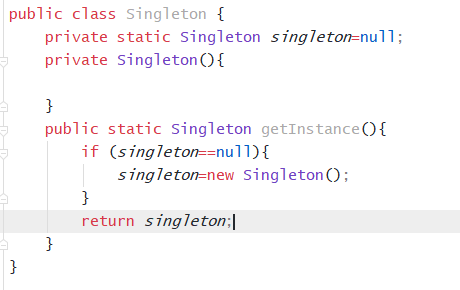 public class Singleton {
    private static Singleton singleton=null;
    private Singleton(){

    }
    public static Singleton getInstance(){
        if (singleton==null){
            singleton=new Singleton();
        }
        return singleton;
    }
}